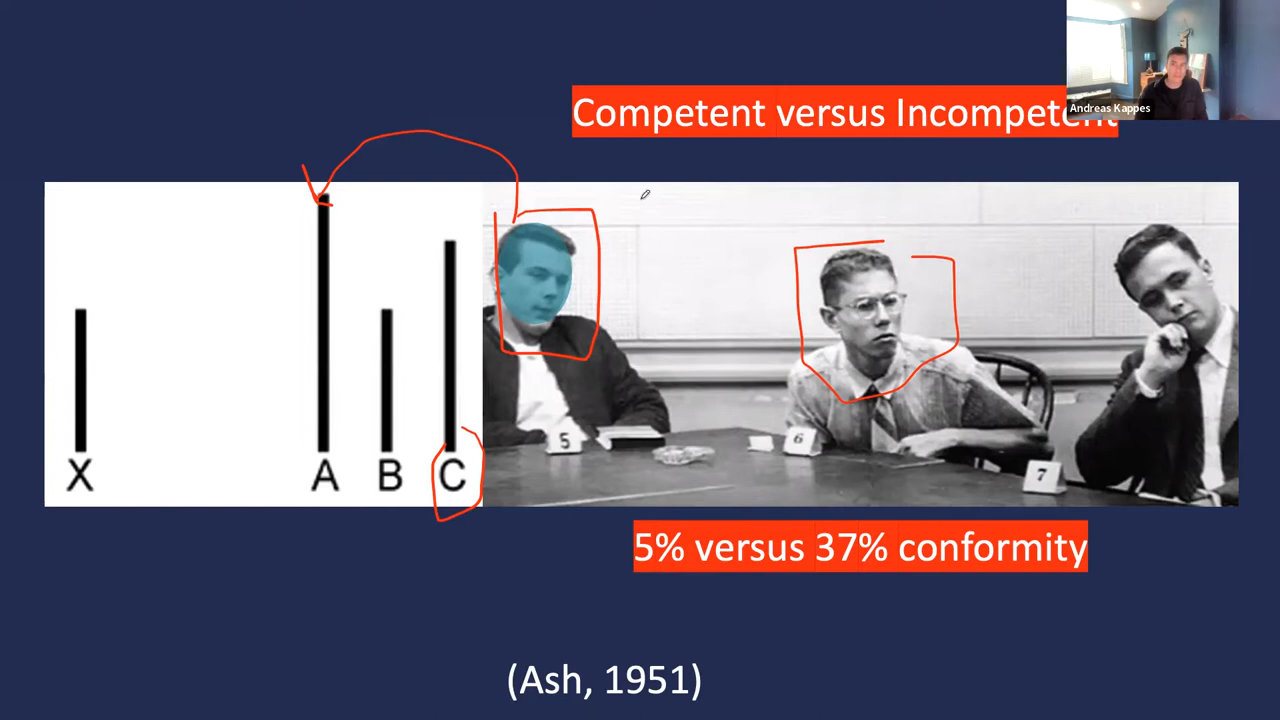 Competent versus Incompetent
Andreas Kappes
X
A B C
5
6
7
5% versus 37% conformity
(Ash, 1951)